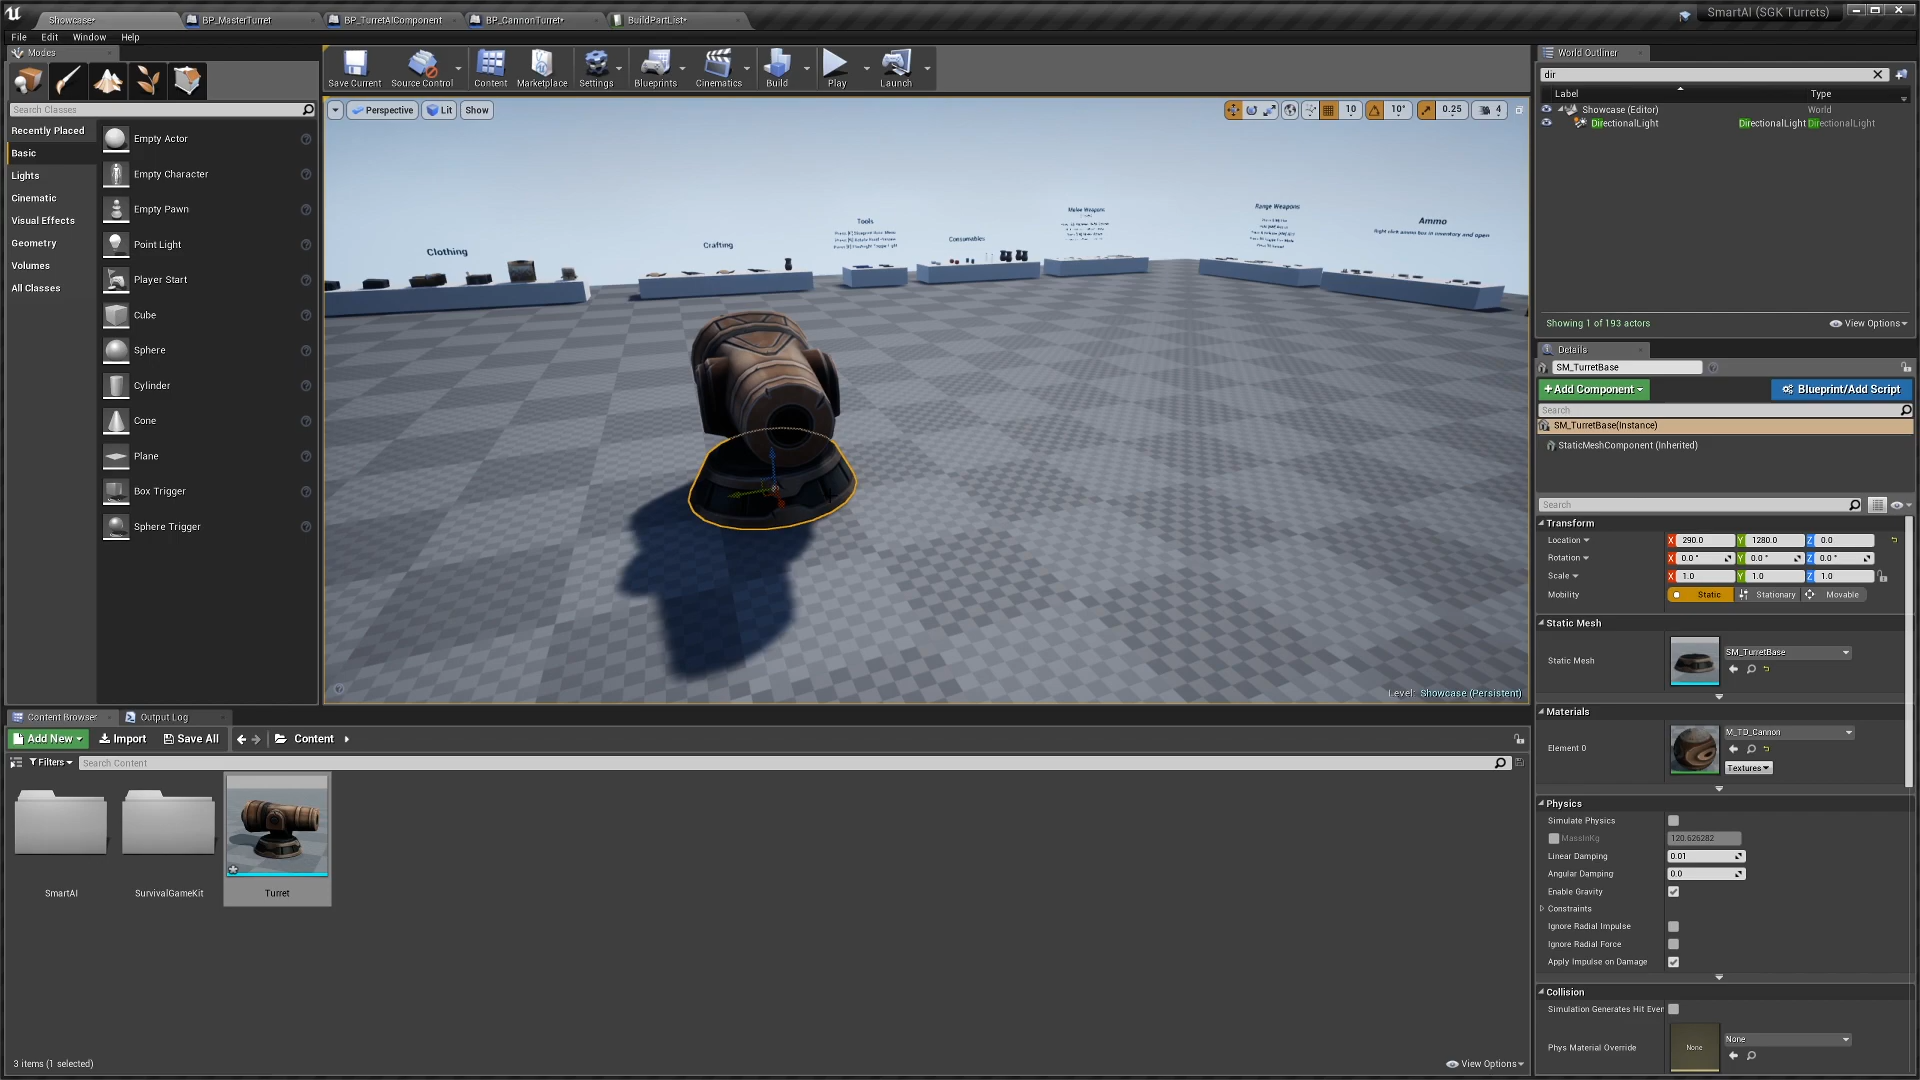 Showcase*
BP_MasterTurret
BP_TurretAIComponent
BP_CannonTurret*
BuildPartList*
SmartAI (SGK Turrets)
File Edit Window Help
Modes
Search Classes
Recently Placed
Basic
Lights
Cinematic
Visual Effects
Geometry
Volumes
All Classes
Empty Actor
Empty Character
Empty Pawn
Point Light
Player Start
Cube
Sphere
Cylinder
Cone
Plane
Box Trigger
Sphere Trigger
Save Current
Source Control
Content
Marketplace
Settings
Blueprints
Cinematics
Build
Play
Launch
Perspective
Lit
Show
10
10°
0.25
4
Clothing
Crafting
Tools
Consumables
Melee Weapons
Range Weapons
Ammo
Right click ammo box in inventory and open
Level: Showcase (Persistent)
World Outliner
dir
Label Type
Showcase (Editor) World
DirectionalLight DirectionalLight DirectionalLight
Showing 1 of 193 actors
View Options
Details
SM_TurretBase
+Add Component
Blueprint/Add Script
Search
SM_TurretBase(Instance)
StaticMeshComponent (Inherited)
Search
Transform
Location X 290.0 Y 1280.0 Z 0.0
Rotation X 0.0° Y 0.0° Z 0.0°
Scale X 1.0 Y 1.0 Z 1.0
Mobility Static Stationary Movable
Static Mesh
Static Mesh SM_TurretBase
Materials
Element 0 M_TD_Cannon
Textures
Physics
Simulate Physics
MassInKg 120.626282
Linear Damping 0.01
Angular Damping 0.0
Enable Gravity
Constraints
Ignore Radial Impulse
Ignore Radial Force
Apply Impulse on Damage
Collision
Simulation Generates Hit Even
Phys Material Override None None
Content Browser
Output Log
Add New
Import
Save All
Content
Filters
Search Content
SmartAI
SurvivalGameKit
Turret
3 items (1 selected)
View Options